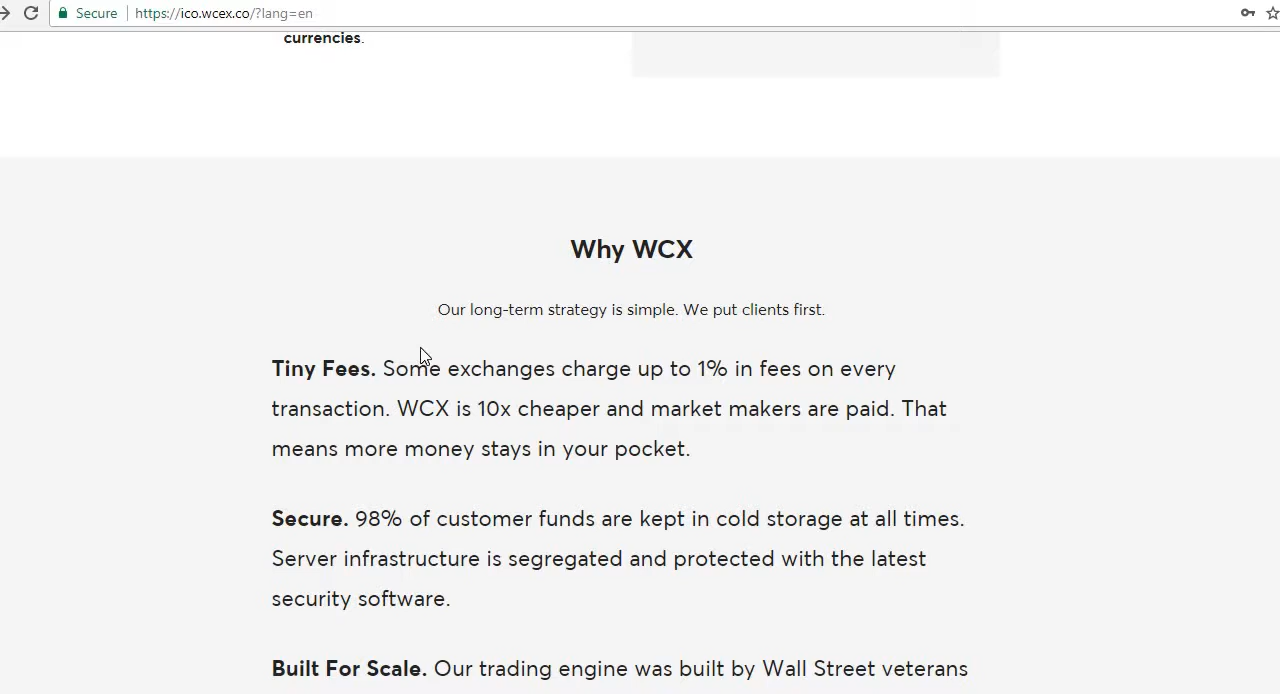 Secure https://ico.wcex.co/?lang=en
currencies.
Why WCX
Our long-term strategy is simple. We put clients first.
Tiny Fees. Some exchanges charge up to 1% in fees on every
transaction. WCX is 10x cheaper and market makers are paid. That
means more money stays in your pocket.
Secure. 98% of customer funds are kept in cold storage at all times.
Server infrastructure is segregated and protected with the latest
security software.
Built For Scale. Our trading engine was built by Wall Street veterans